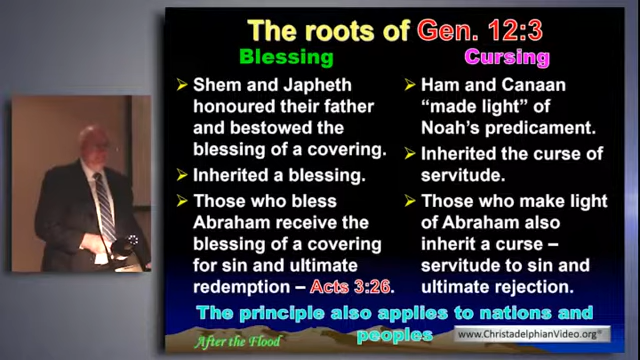 The roots of Gen. 12:3
Blessing
➢ Shem and Japheth
honoured their father
and bestowed the
blessing of a covering.
➢ Inherited a blessing.
➢ Those who bless
Abraham receive the
blessing of a covering
for sin and ultimate
redemption – Acts 3:26.
Cursing
➢ Ham and Canaan
“made light” of
Noah’s predicament.
➢ Inherited the curse of
servitude.
➢ Those who make light
of Abraham also
inherit a curse –
servitude to sin and
ultimate rejection.
The principle also applies to nations and
peoples
After the Flood
www.ChristadelphianVideo.org®